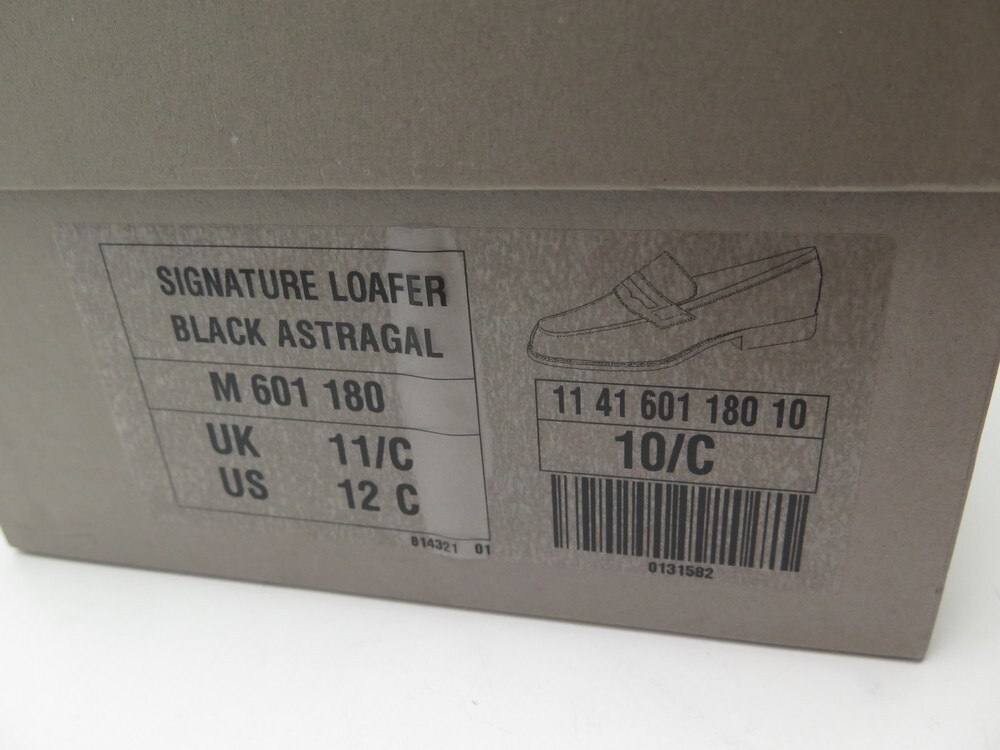 SIGNATURE LOAFER
BLACK ASTRAGAL
M 601 180
UK 11/C
US 12 C
814321 01
11 41 601 180 10
10/C
0131582